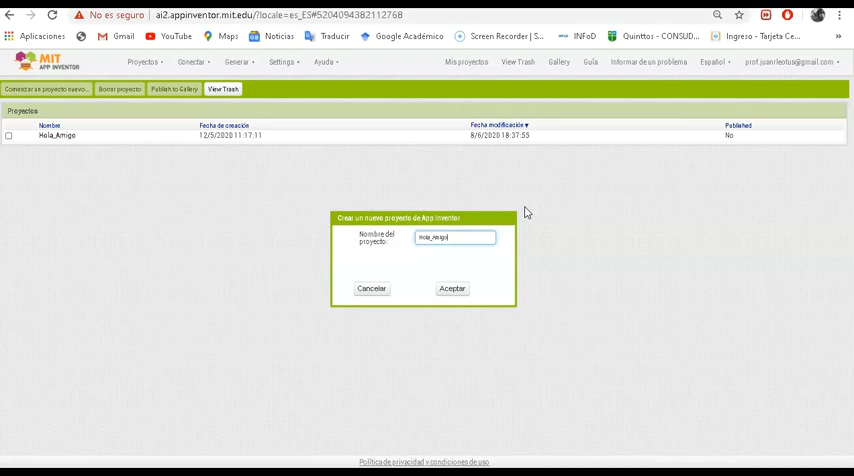 No es seguro ai2.appinventor.mit.edu/?locale=es_ES#5204094382112768
Aplicaciones Gmail YouTube Maps Noticias Traducir Google Académico Screen Recorder | S... INFoD Quinttos – CONSUD... Ingreso - Tarjeta Ce... »
MIT APP INVENTOR
Proyectos Conectar Generar Settings Ayuda Mis proyectos View Trash Gallery Guía Informar de un problema Español prof.juanrleotus@gmail.com
Comenzar un proyecto nuevo... Borrar proyecto Publish to Gallery View Trash
Proyectos
Nombre Fecha de creación Fecha modificación ▼ Published
Hola_Amigo 12/5/2020 11:17:11 8/6/2020 18:37:55 No
Crear un nuevo proyecto de App Inventor
Nombre del
proyecto: Hola_Amigo
Cancelar Aceptar
Política de privacidad y condiciones de uso